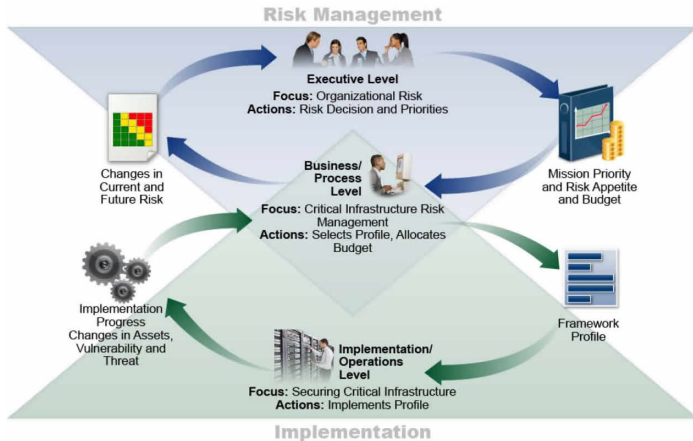 Risk Management
Executive Level
Focus: Organizational Risk
Actions: Risk Decision and Priorities
Changes in
Current and
Future Risk
Mission Priority
and Risk Appetite
and Budget
Business/
Process
Level
Focus: Critical Infrastructure Risk
Management
Actions: Selects Profile, Allocates
Budget
Implementation
Progress
Changes in Assets,
Vulnerability and
Threat
Framework
Profile
Implementation/
Operations
Level
Focus: Securing Critical Infrastructure
Actions: Implements Profile
Implementation